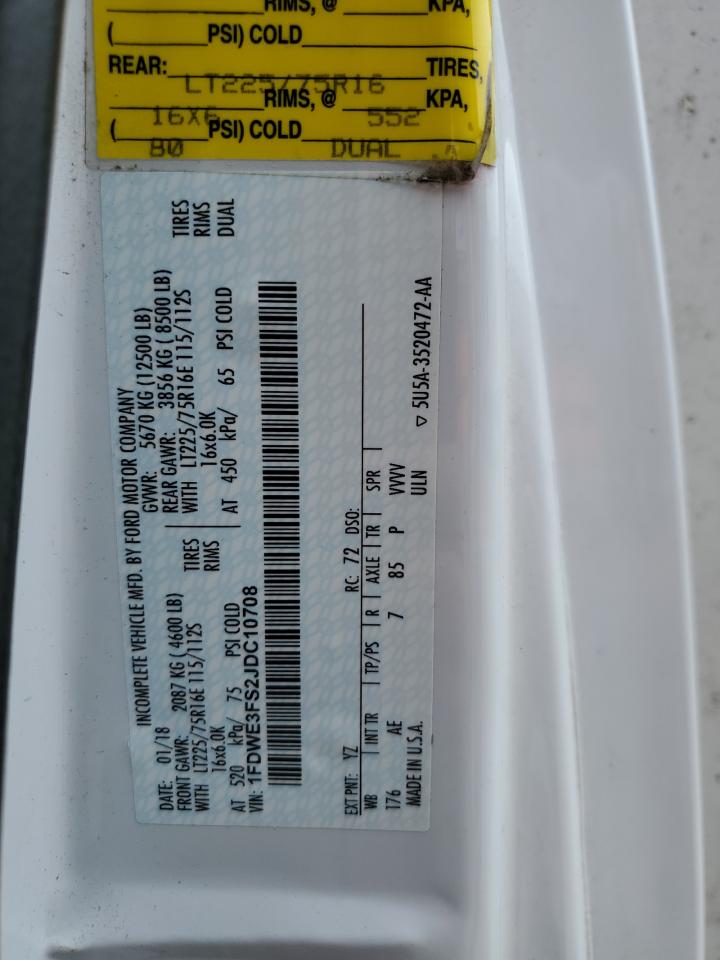 RIMS, @ KPA,
( PSI) COLD
REAR: TIRES,
LT225/75R16
RIMS, @ KPA,
16X6 552
( PSI) COLD
80 DUAL
INCOMPLETE VEHICLE MFD. BY FORD MOTOR COMPANY
DATE: 01/18 GVWR: 5670 KG (12500 LB)
FRONT GAWR: 2087 KG ( 4600 LB) REAR GAWR: 3856 KG ( 8500 LB)
WITH LT225/75R16E 115/112S TIRES WITH LT225/75R16E 115/112S TIRES
16x6.0K RIMS 16x6.0K RIMS
AT 520 kPa/ 75 PSI COLD AT 450 kPa/ 65 PSI COLD DUAL
VIN: 1FDWE3FS2JDC10708
EXT PNT: YZ RC: 72 DSO:
WB INT TR TP/PS R AXLE TR SPR
176 AE 7 85 P VVVV
MADE IN U.S.A. ULN
▽ 5U5A-3520472-AA